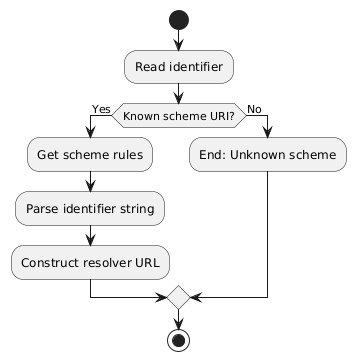 Read identifier
Known scheme URI?
Yes
No
Get scheme rules
End: Unknown scheme
Parse identifier string
Construct resolver URL